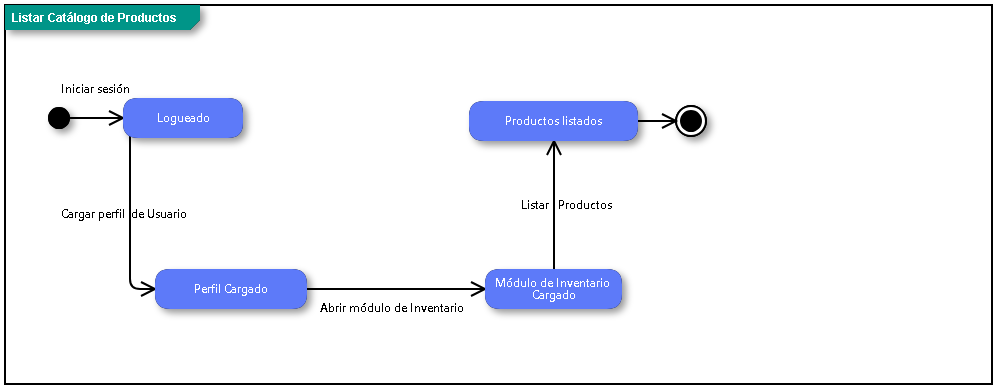 Listar Catálogo de Productos
Iniciar sesión
Logueado
Productos listados
Cargar perfil de Usuario
Listar Productos
Perfil Cargado
Módulo de Inventario
Cargado
Abrir módulo de Inventario